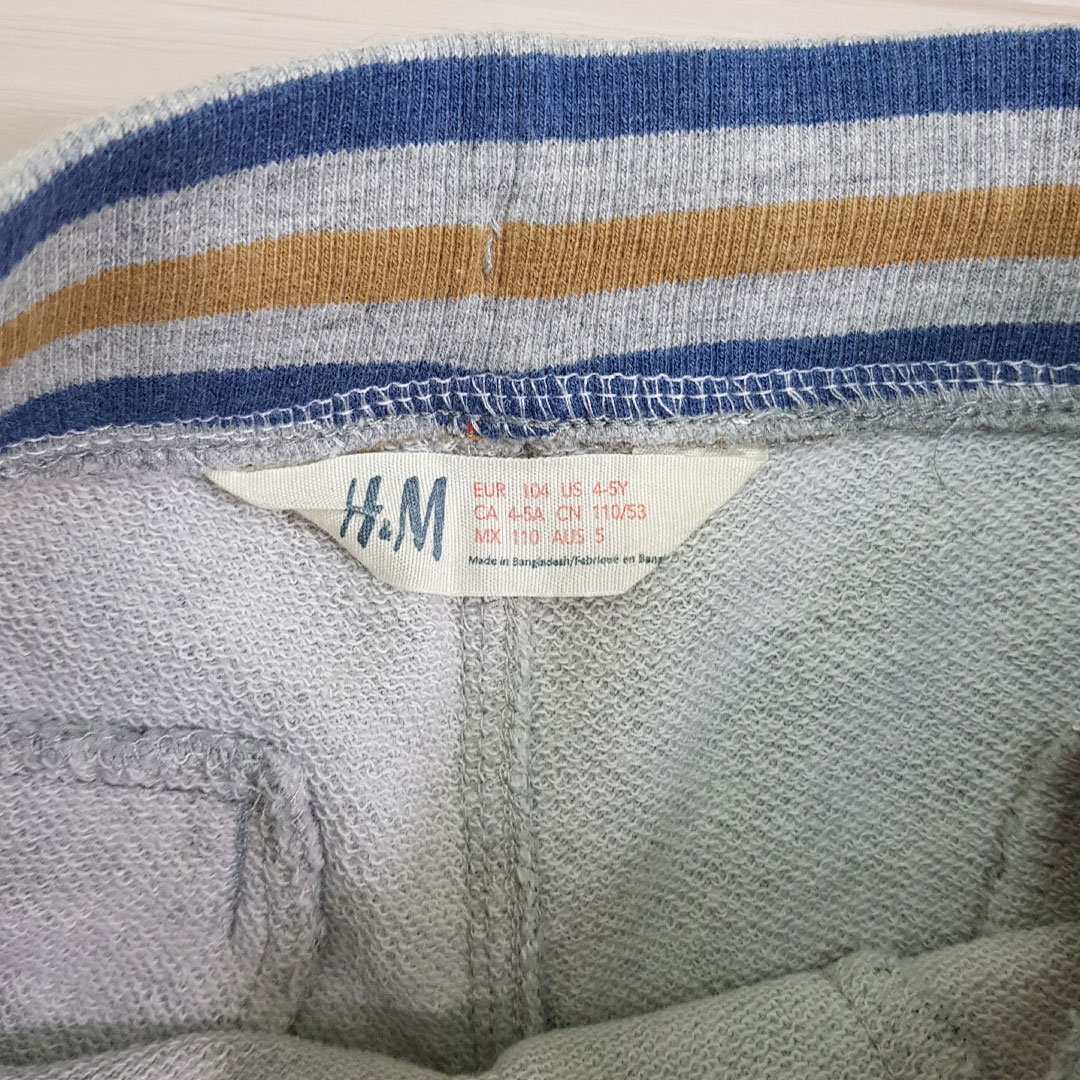 H&M
EUR 104 US 4-5Y
CA 4-5A CN 110/53
MX 110 AUS 5
Made in Bangladesh/Fabriqué en Bang